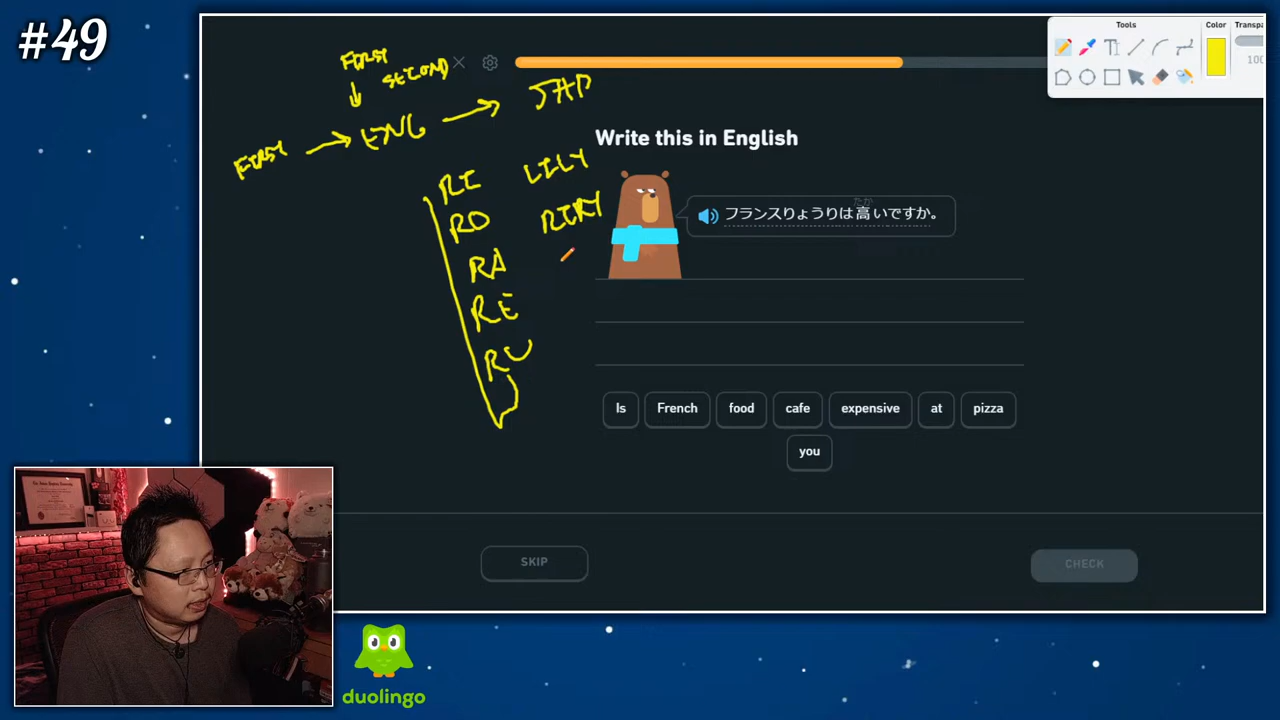 #49
Tools
Color
Transpa
100
FIRST
SECOND
FIRST → ENG → JAP
RI LILY
RO RIRY
RA
RE
RU
Write this in English
フランスりょうりは高いですか。
たか
Is French food cafe expensive at pizza
you
SKIP
CHECK
duolingo